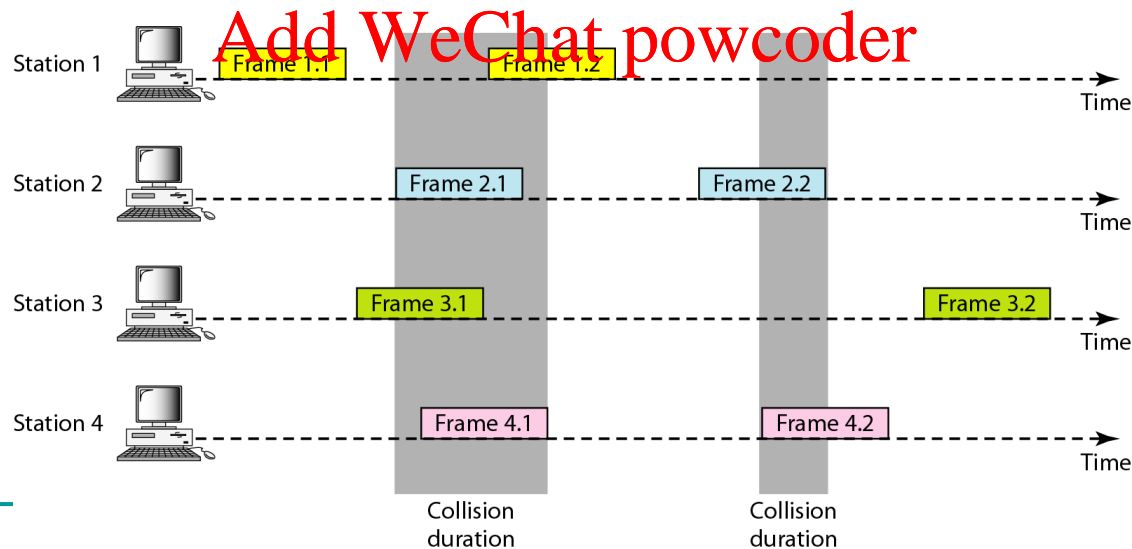 Add WeChat powcoder
Station 1
Frame 1.1
Frame 1.2
Time
Station 2
Frame 2.1
Frame 2.2
Time
Station 3
Frame 3.1
Frame 3.2
Time
Station 4
Frame 4.1
Frame 4.2
Time
Collision
duration
Collision
duration